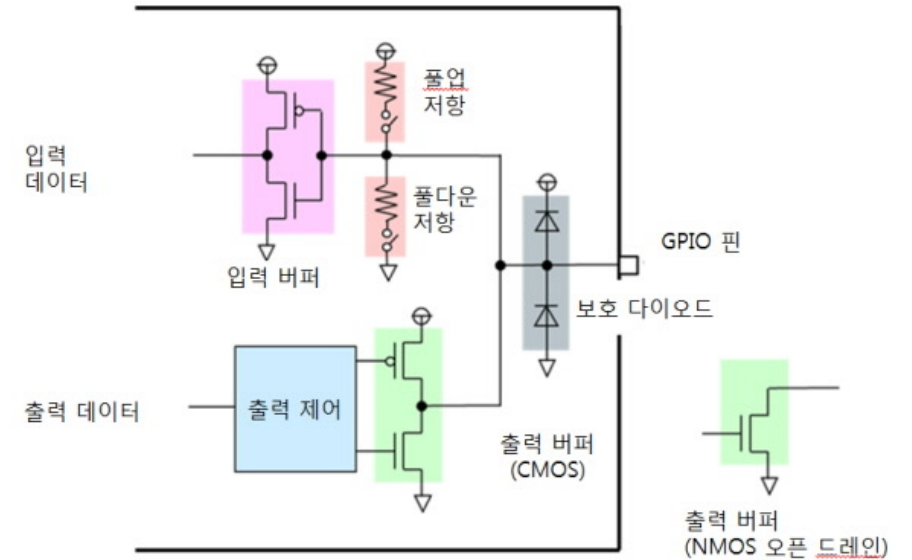 풀업
저항
입력
데이터
풀다운
저항
GPIO 핀
입력 버퍼
보호 다이오드
출력 데이터
출력 제어
출력 버퍼
(CMOS)
출력 버퍼
(NMOS 오픈 드레인)